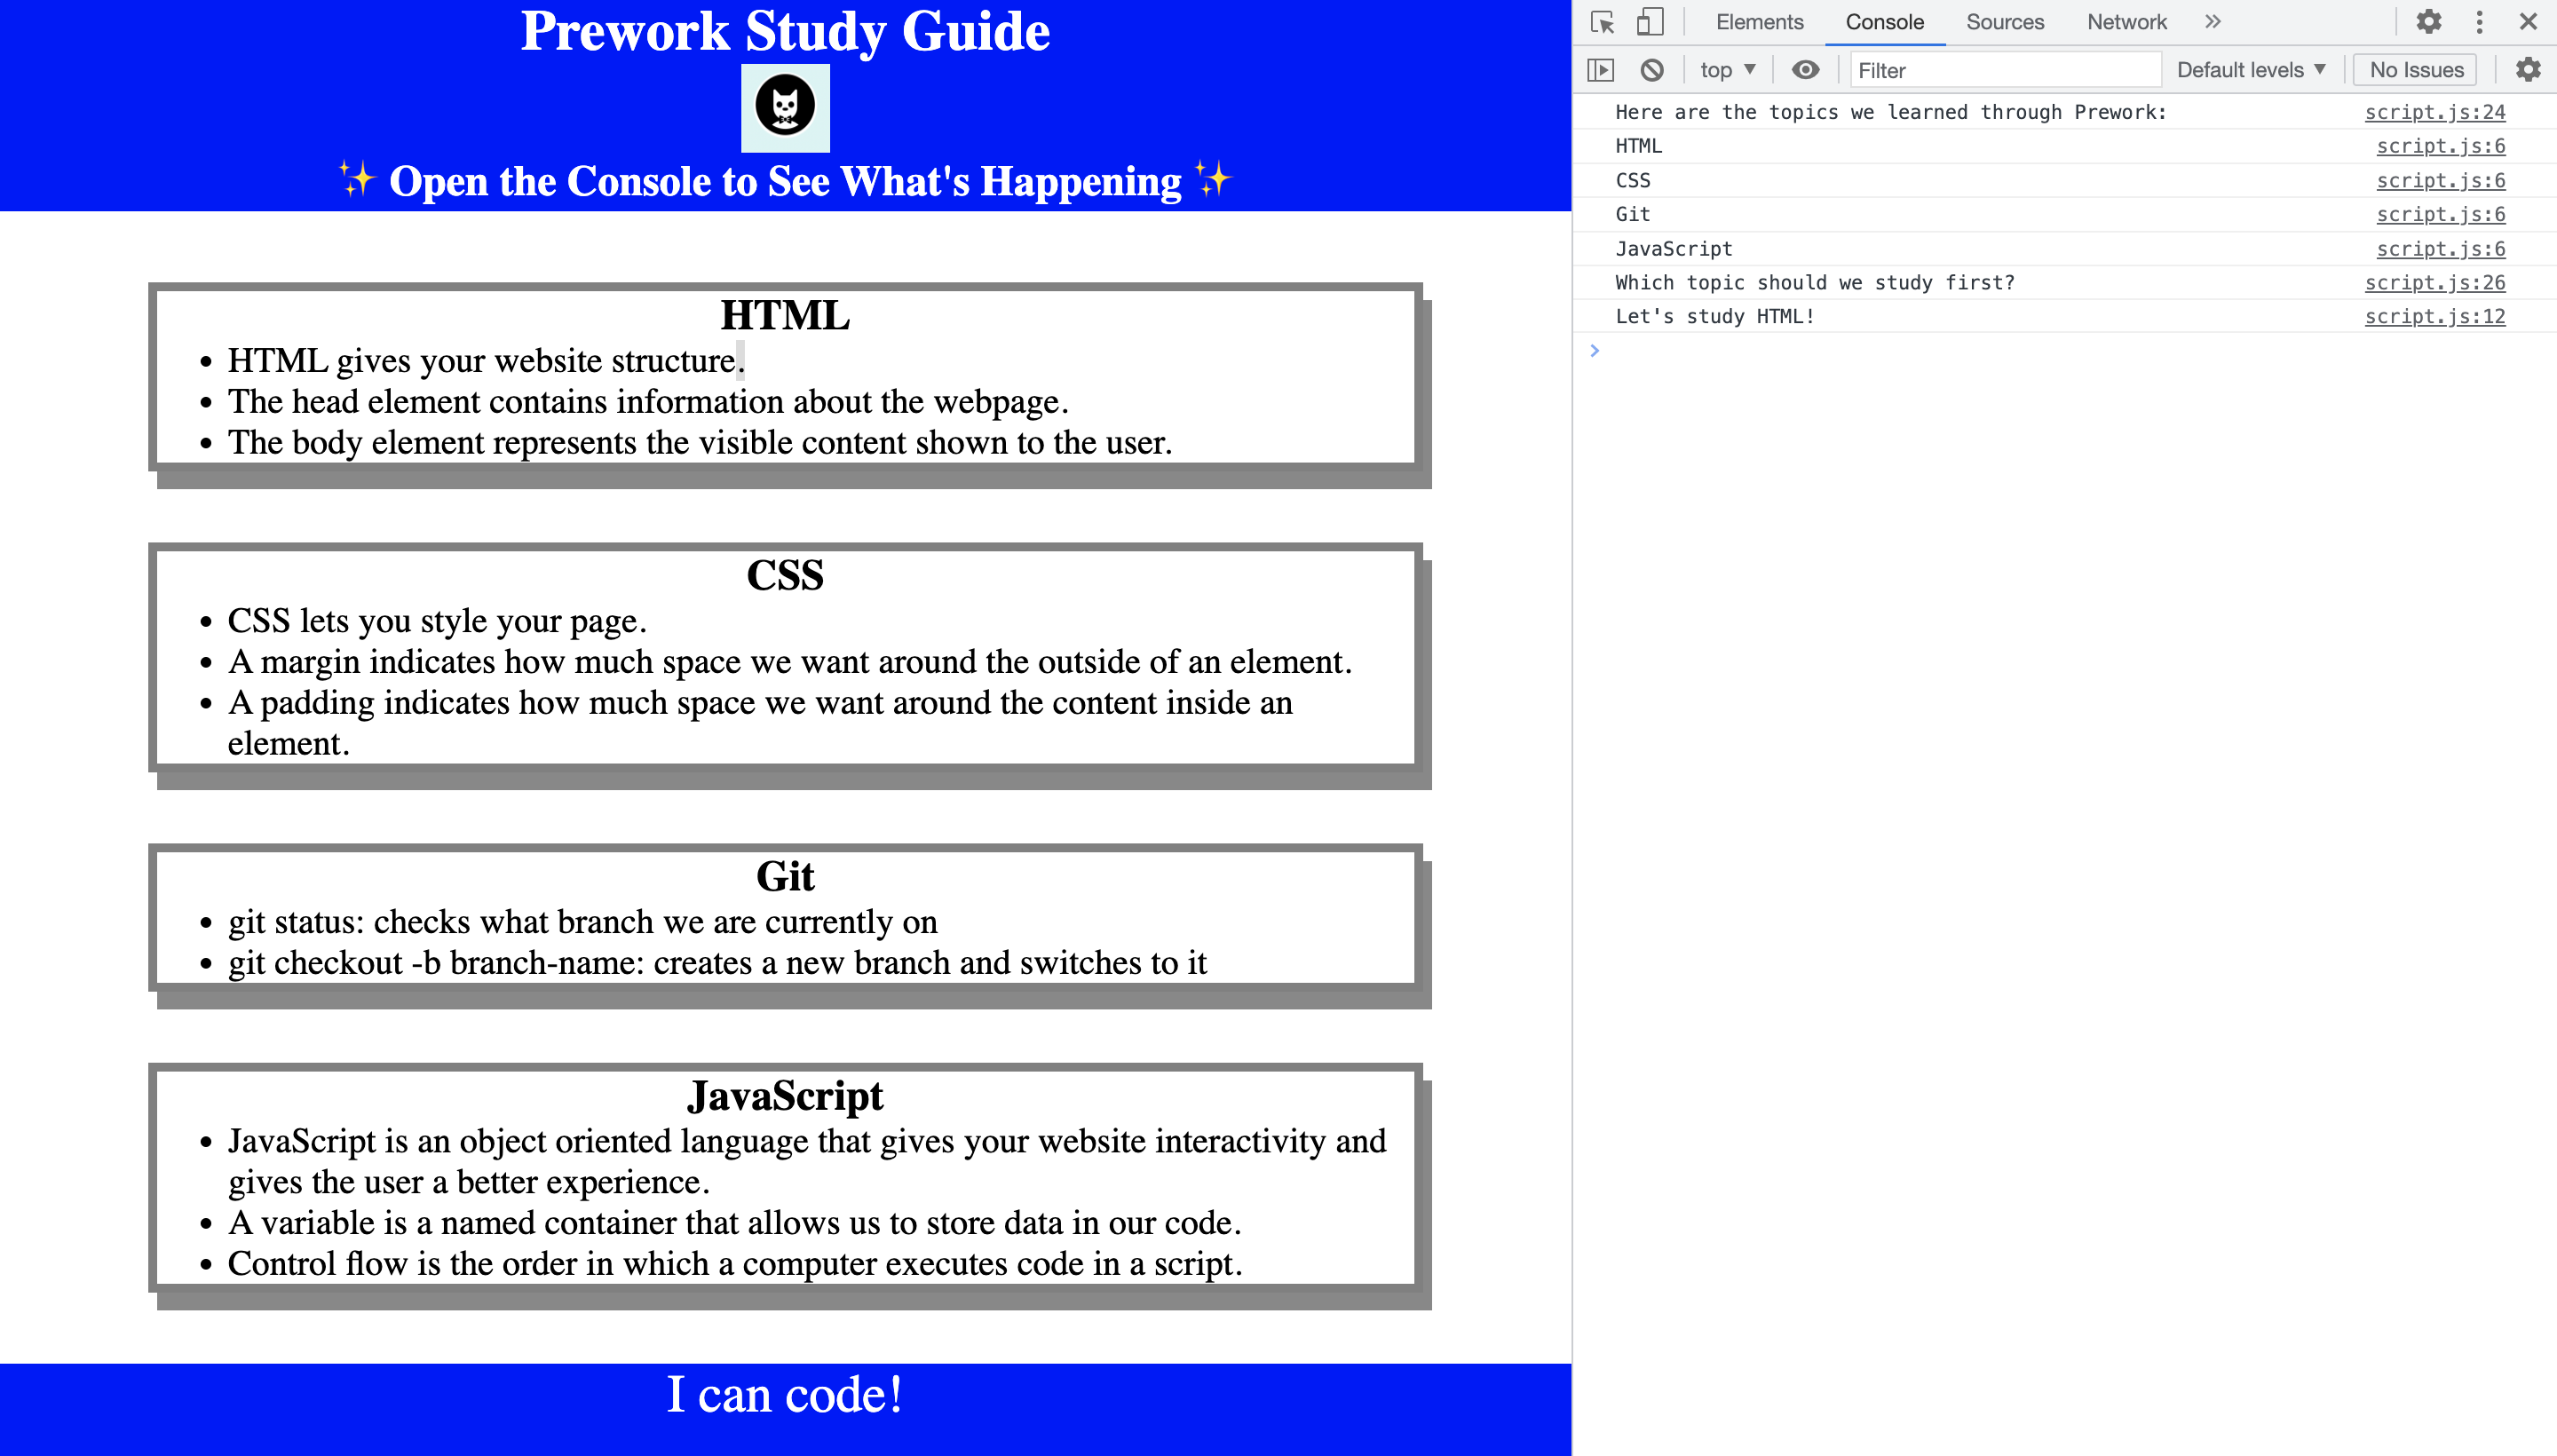 Prework Study Guide
✨ Open the Console to See What's Happening ✨
HTML
• HTML gives your website structure.
• The head element contains information about the webpage.
• The body element represents the visible content shown to the user.
CSS
• CSS lets you style your page.
• A margin indicates how much space we want around the outside of an element.
• A padding indicates how much space we want around the content inside an
element.
Git
• git status: checks what branch we are currently on
• git checkout -b branch-name: creates a new branch and switches to it
JavaScript
• JavaScript is an object oriented language that gives your website interactivity and
gives the user a better experience.
• A variable is a named container that allows us to store data in our code.
• Control flow is the order in which a computer executes code in a script.
I can code!
Elements Console Sources Network »
top ▼ Filter Default levels ▼ No Issues
Here are the topics we learned through Prework: script.js:24
HTML script.js:6
CSS script.js:6
Git script.js:6
JavaScript script.js:6
Which topic should we study first? script.js:26
Let's study HTML! script.js:12